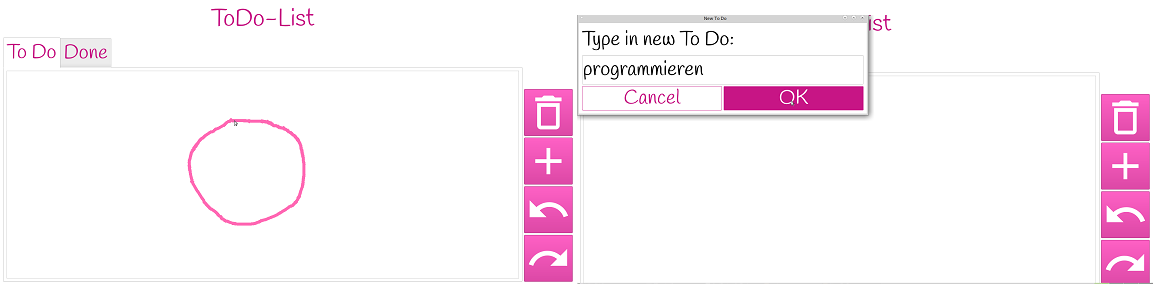 ToDo-List
To Do Done
New To Do
ist
Type in new To Do:
programmieren
Cancel OK